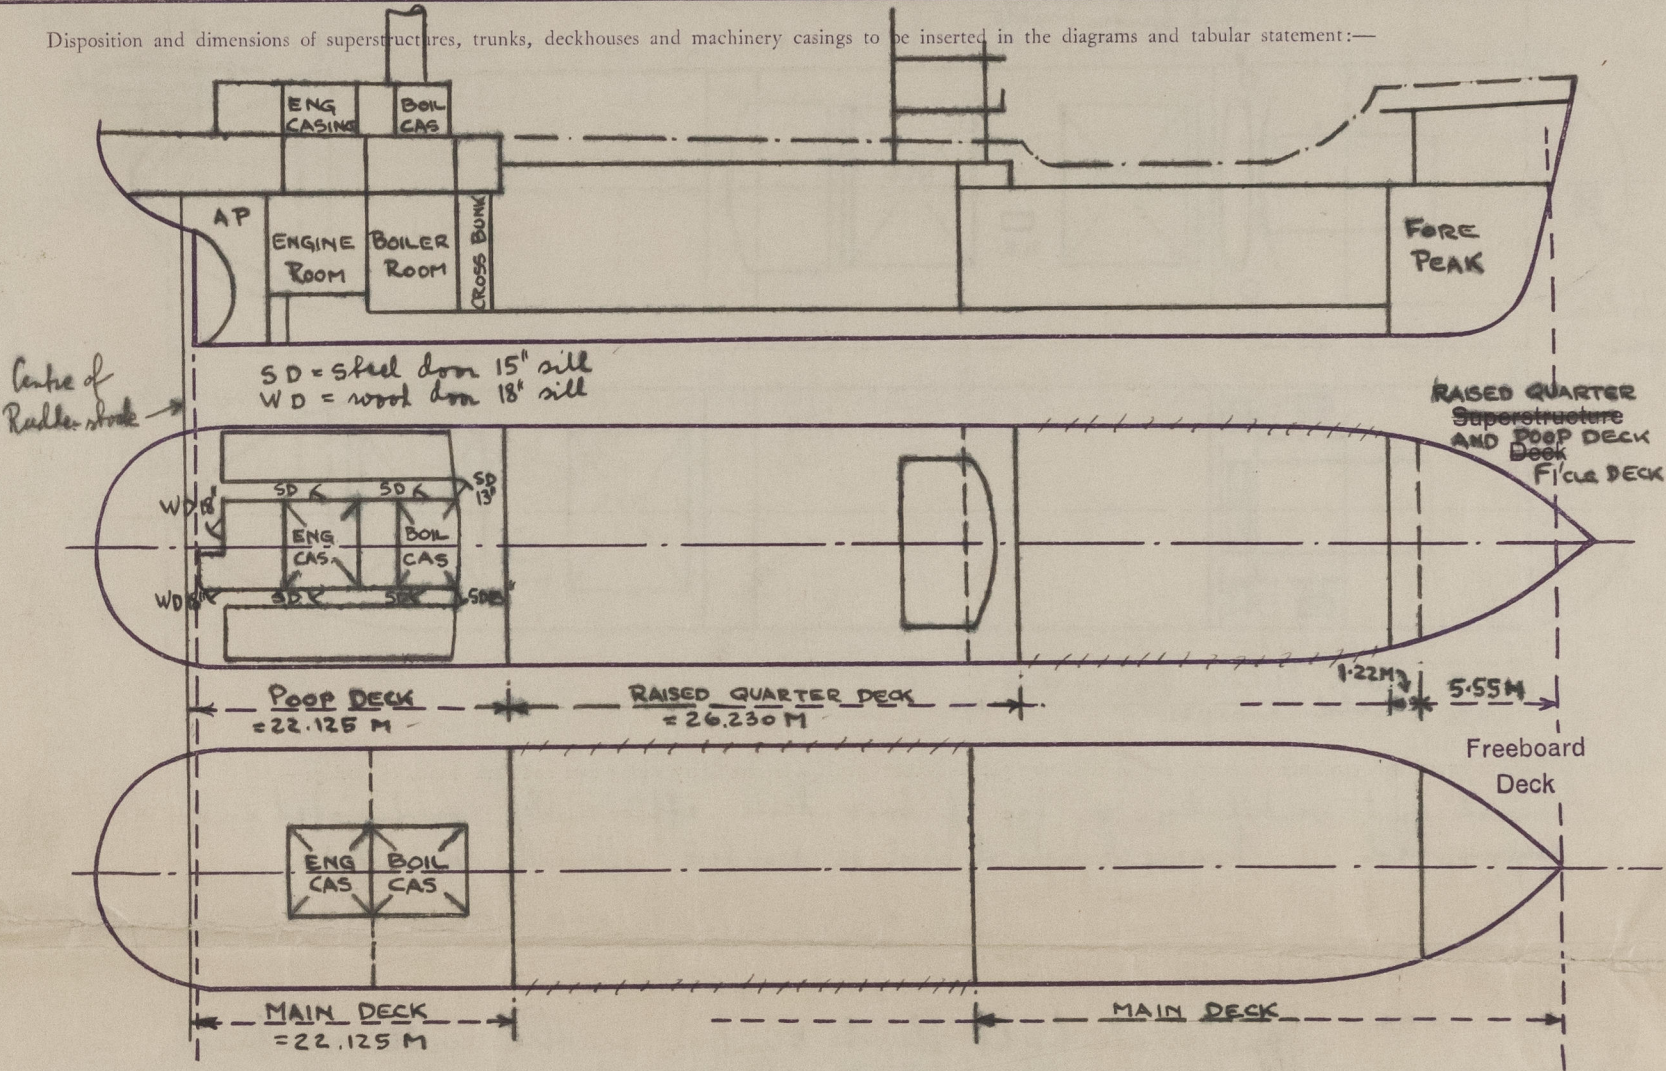 Disposition and dimensions of superstructures, trunks, deckhouses and machinery casings to be inserted in the diagrams and tabular statement:—
ENG
CASING
BOIL
CAS
AP
ENGINE
ROOM
BOILER
ROOM
CROSS BUNK
FORE
PEAK
Centre of
Rudder stock
SD = Steel door 15" sill
WD = wood door 18" sill
RAISED QUARTER
Superstructure
AND POOP DECK
Deck
F'cle DECK
WD 18"
SD
SD
SD
13"
ENG
CAS.
BOIL
CAS
WD
SD
SD
POOP DECK
=22.125 M
RAISED QUARTER DECK
=26.230 M
1.22M
5.55M
Freeboard
Deck
ENG
CAS
BOIL
CAS
MAIN DECK
=22.125 M
MAIN DECK